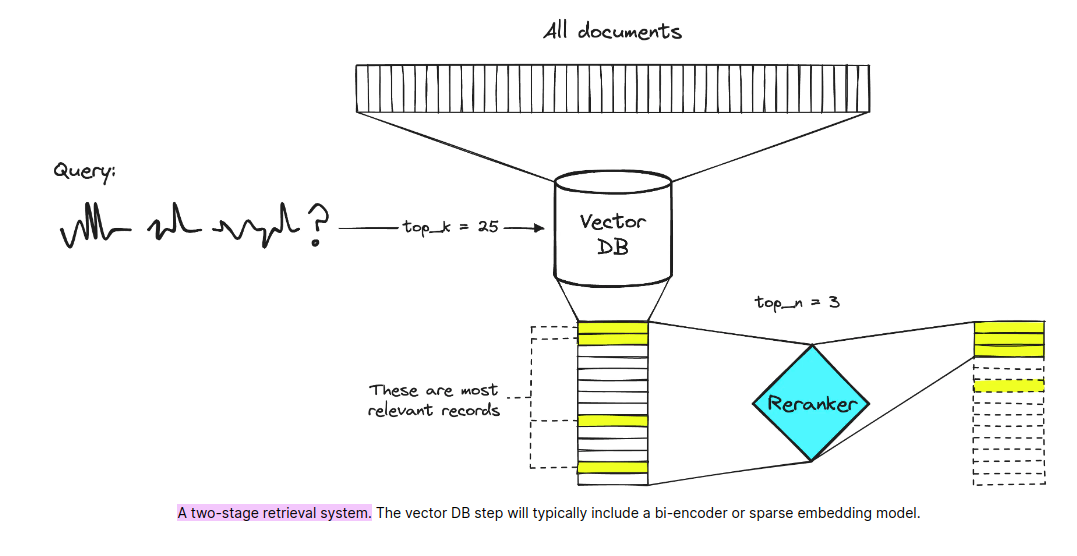 All documents
Query:
?
top_k = 25
Vector
DB
top_n = 3
These are most
relevant records
Reranker
A two-stage retrieval system. The vector DB step will typically include a bi-encoder or sparse embedding model.